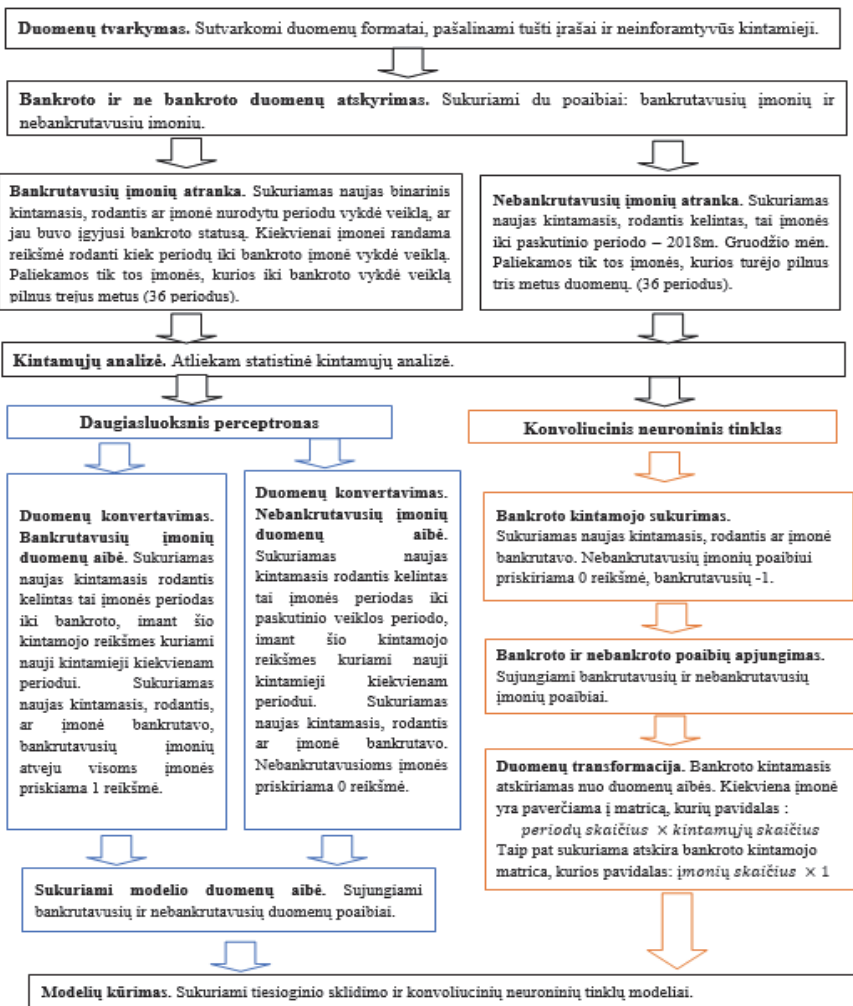 Duomenų tvarkymas. Sutvarkomi duomenų formatai, pašalinami tušti įrašai ir neinforamtyvūs kintamieji.
Bankroto ir ne bankroto duomenų atskyrimas. Sukuriami du poaibiai: bankrutavusių įmonių ir
nebankrutavusiu imoniu.
Bankrutavusių įmonių atranka. Sukuriamas naujas binarinis
kintamasis, rodantis ar įmonė nurodytu periodu vykdė veiklą, ar
jau buvo įgyjusi bankroto statusą. Kiekvienai įmonei randama
reikšmė rodanti kiek periodų iki bankroto įmonė vykdė veiklą.
Paliekamos tik tos įmonės, kurios iki bankroto vykdė veiklą
pilnus trejus metus (36 periodus).
Nebankrutavusių įmonių atranka. Sukuriamas
naujas kintamasis, rodantis kelintas, tai įmonės
iki paskutinio periodo – 2018m. Gruodžio mėn.
Paliekamos tik tos įmonės, kurios turėjo pilnus
tris metus duomenų. (36 periodus).
Kintamųjų analizė. Atliekam statistinė kintamųjų analizė.
Daugiasluoksnis perceptronas
Duomenų konvertavimas.
Bankrutavusių įmonių
duomenų aibė. Sukuriamas
naujas kintamasis rodantis
kelintas tai įmonės periodas
iki bankroto, imant šio
kintamojo reikšmes kuriami
nauji kintamieji kiekvienam
periodui. Sukuriamas
naujas kintamasis, rodantis,
ar įmonė bankrutavo,
bankrutavusių įmonių
atveju visoms įmonės
priskiama 1 reikšmė.
Duomenų konvertavimas.
Nebankrutavusių įmonių
duomenų aibė.
Sukuriamas naujas
kintamasis rodantis kelintas
tai įmonės periodas iki
paskutinio veiklos periodo,
imant šio kintamojo
reikšmes kuriami nauji
kintamieji kiekvienam
periodui. Sukuriamas
naujas kintamasis, rodantis
ar įmonė bankrutavo.
Nebankrutavusioms įmonės
priskiriama 0 reikšmė.
Sukuriami modelio duomenų aibė. Sujungiami
bankrutavusių ir nebankrutavusių duomenų poaibiai.
Konvoliucinis neuroninis tinklas
Bankroto kintamojo sukurimas.
Sukuriamas naujas kintamasis, rodantis ar įmonė
bankrutavo. Nebankrutavusių įmonių poaibiui
priskiriama 0 reikšmė, bankrutavusių -1.
Bankroto ir nebankroto poaibių apjungimas.
Sujungiami bankrutavusių ir nebankrutavusių
įmonių poaibiai.
Duomenų transformacija. Bankroto kintamasis
atskiriamas nuo duomenų aibės. Kiekviena įmonė
yra paverčiama į matricą, kurių pavidalas :
periodų skaičius × kintamųjų skaičius
Taip pat sukuriama atskira bankroto kintamojo
matrica, kurios pavidalas: įmonių skaičius × 1
Modelių kūrimas. Sukuriami tiesioginio sklidimo ir konvoliucinių neuroninių tinklų modeliai.